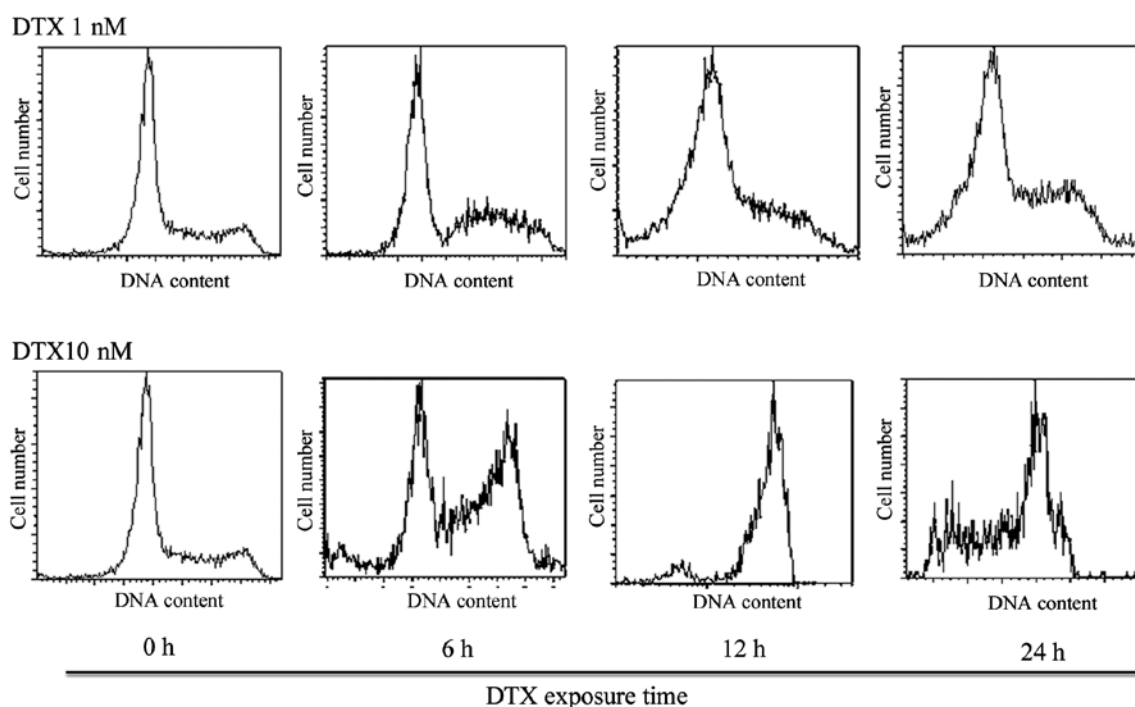 DTX 1 nM
Cell number
DNA content
Cell number
DNA content
Cell number
DNA content
Cell number
DNA content
DTX10 nM
Cell number
DNA content
Cell number
DNA content
Cell number
DNA content
Cell number
DNA content
0 h 6 h 12 h 24 h
DTX exposure time